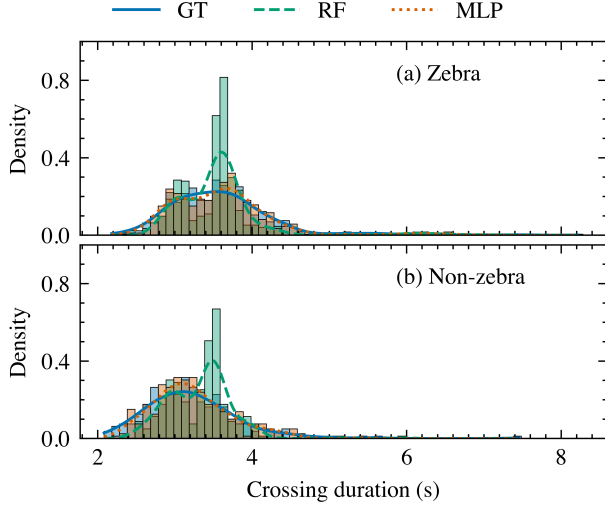 GT RF MLP
(a) Zebra
Density
0.8
0.4
0.0
(b) Non-zebra
Density
0.8
0.4
0.0
2 4 6 8
Crossing duration (s)